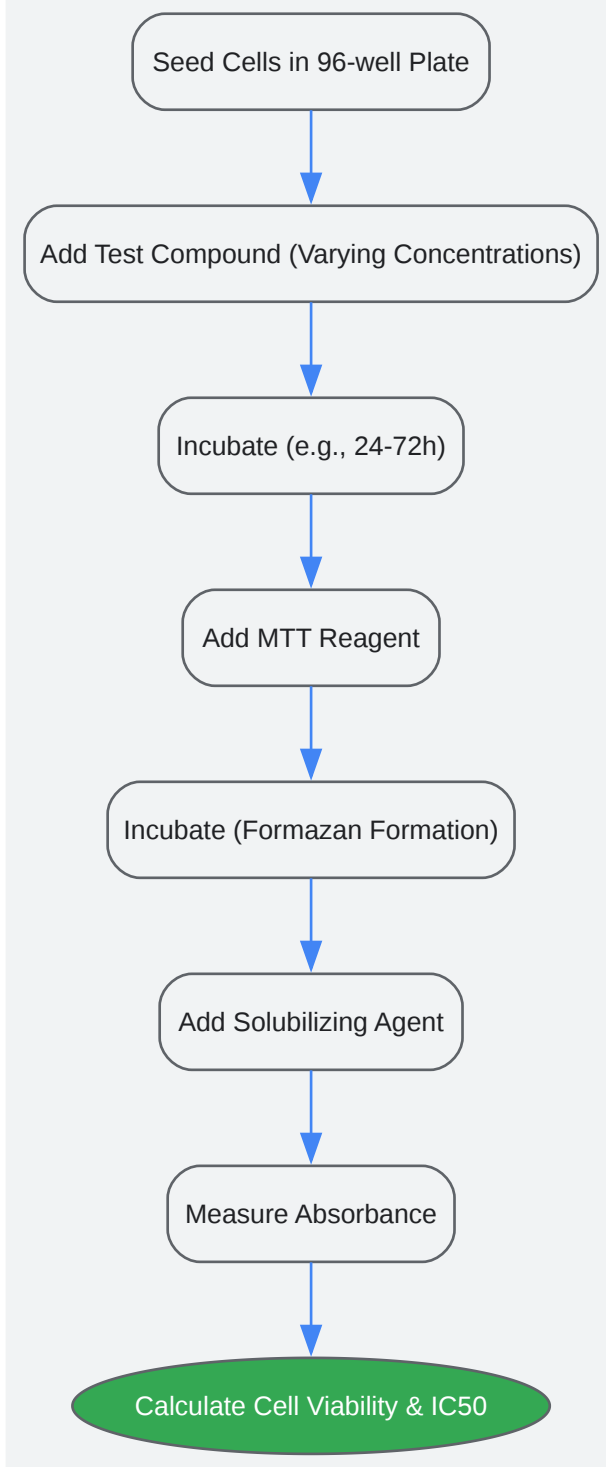 Seed Cells in 96-well Plate
Add Test Compound (Varying Concentrations)
Incubate (e.g., 24-72h)
Add MTT Reagent
Incubate (Formazan Formation)
Add Solubilizing Agent
Measure Absorbance
Calculate Cell Viability & IC50